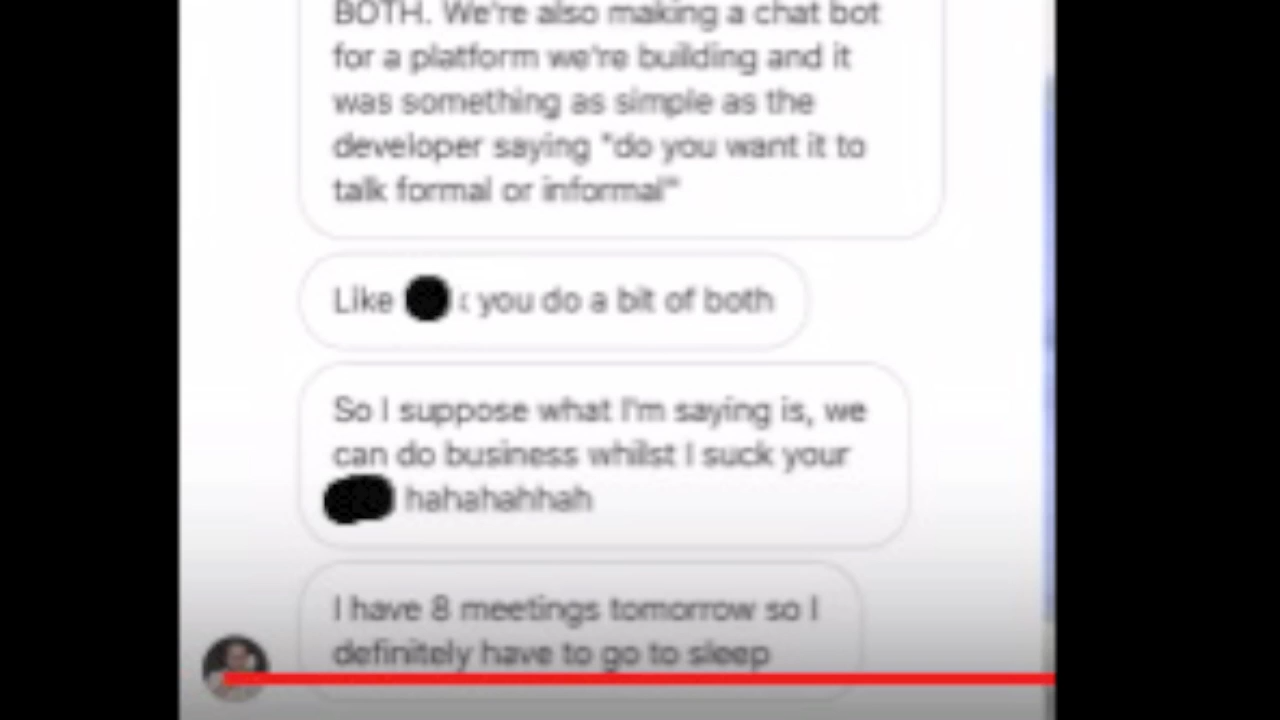 BOTH. We're also making a chat bot
for a platform we're building and it
was something as simple as the
developer saying "do you want it to
talk formal or informal"
Like you do a bit of both
So I suppose what I'm saying is, we
can do business whilst I suck your
hahahahhah
I have 8 meetings tomorrow so I
definitely have to go to sleep